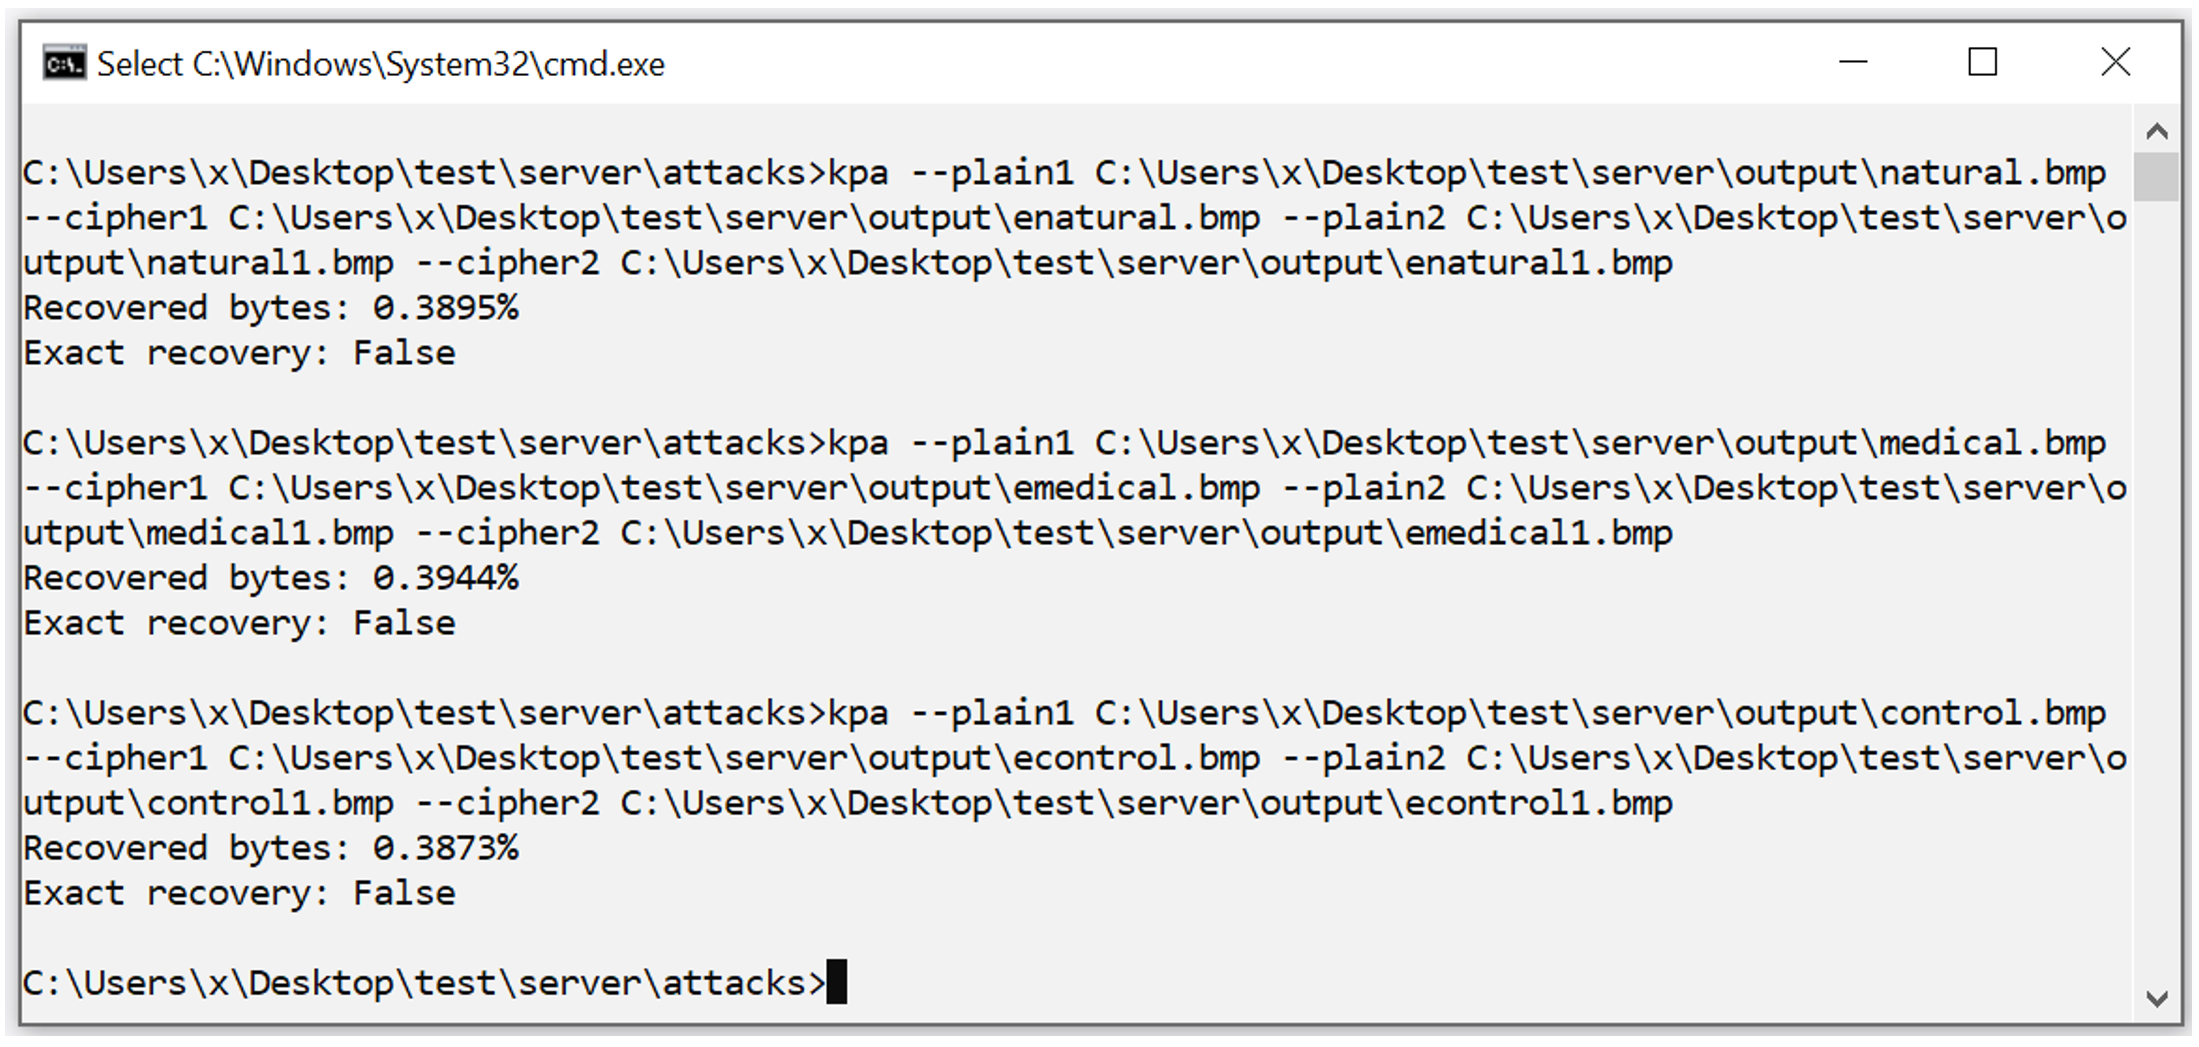 Select C:\Windows\System32\cmd.exe
C:\Users\x\Desktop\test\server\attacks>kpa --plain1 C:\Users\x\Desktop\test\server\output\natural.bmp
--cipher1 C:\Users\x\Desktop\test\server\output\enatural.bmp --plain2 C:\Users\x\Desktop\test\server\o
utput\natural1.bmp --cipher2 C:\Users\x\Desktop\test\server\output\enatural1.bmp
Recovered bytes: 0.3895%
Exact recovery: False
C:\Users\x\Desktop\test\server\attacks>kpa --plain1 C:\Users\x\Desktop\test\server\output\medical.bmp
--cipher1 C:\Users\x\Desktop\test\server\output\emedical.bmp --plain2 C:\Users\x\Desktop\test\server\o
utput\medical1.bmp --cipher2 C:\Users\x\Desktop\test\server\output\emedical1.bmp
Recovered bytes: 0.3944%
Exact recovery: False
C:\Users\x\Desktop\test\server\attacks>kpa --plain1 C:\Users\x\Desktop\test\server\output\control.bmp
--cipher1 C:\Users\x\Desktop\test\server\output\econtrol.bmp --plain2 C:\Users\x\Desktop\test\server\o
utput\control1.bmp --cipher2 C:\Users\x\Desktop\test\server\output\econtrol1.bmp
Recovered bytes: 0.3873%
Exact recovery: False
C:\Users\x\Desktop\test\server\attacks>